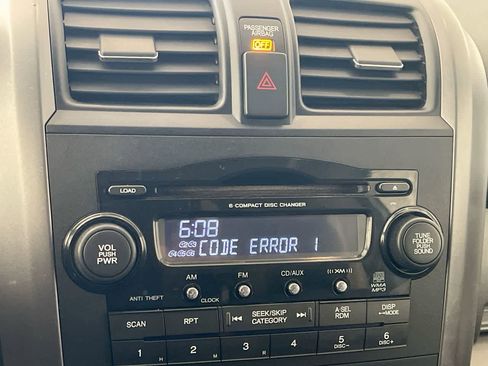 PASSENGER
AIRBAG
OFF
LOAD
6·COMPACT DISC CHANGER
6:08
CODE ERROR 1
VOL
PUSH
PWR
TUNE
FOLDER
PUSH
SOUND
AM
FM
CD/AUX
((XM))
WMA
MP3
ANTI THEFT
CLOCK
SCAN
RPT
SEEK/SKIP
CATEGORY
A·SEL
RDM
DISP
MODE
1 H
2 M
3 R
4
5
DISC−
6
DISC+